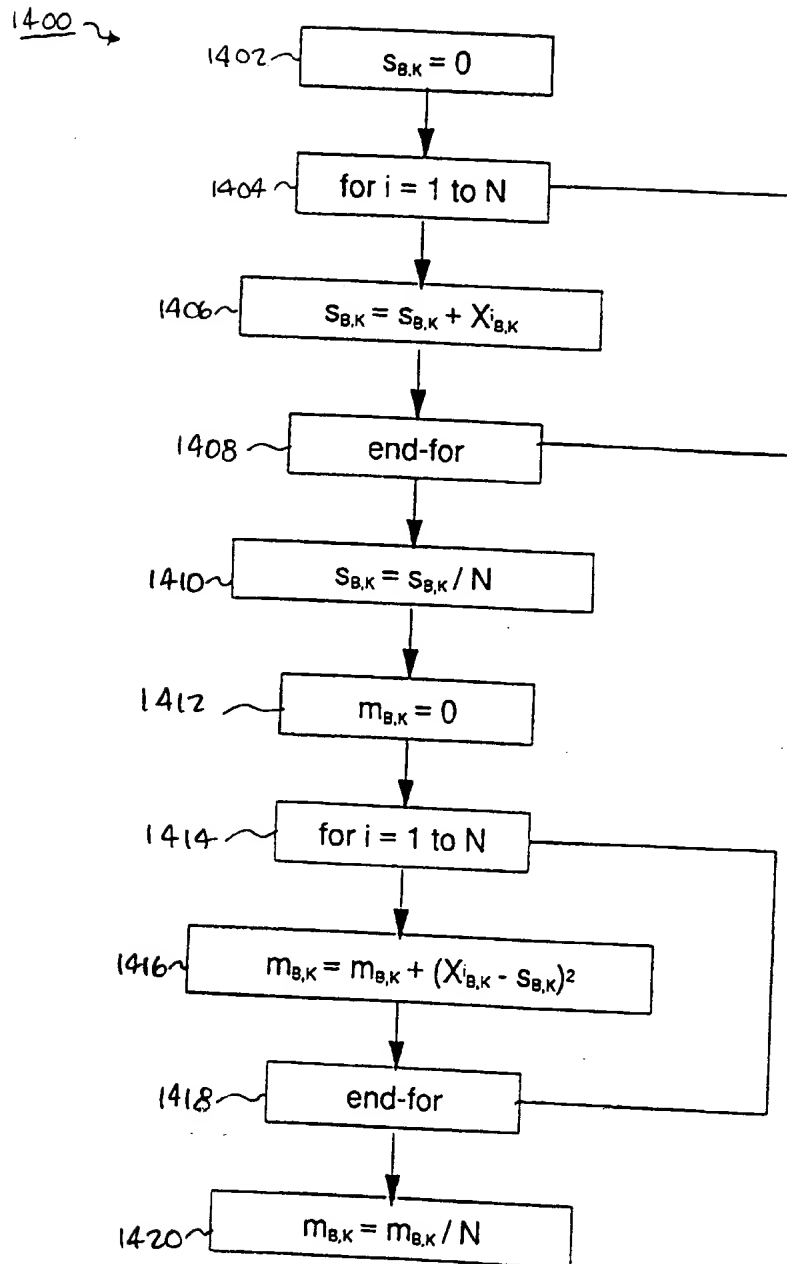 1400
1402 s_B,K = 0
1404 for i = 1 to N
1406 s_B,K = s_B,K + X^i_B,K
1408 end-for
1410 s_B,K = s_B,K / N
1412 m_B,K = 0
1414 for i = 1 to N
1416 m_B,K = m_B,K + (X^i_B,K - s_B,K)²
1418 end-for
1420 m_B,K = m_B,K / N